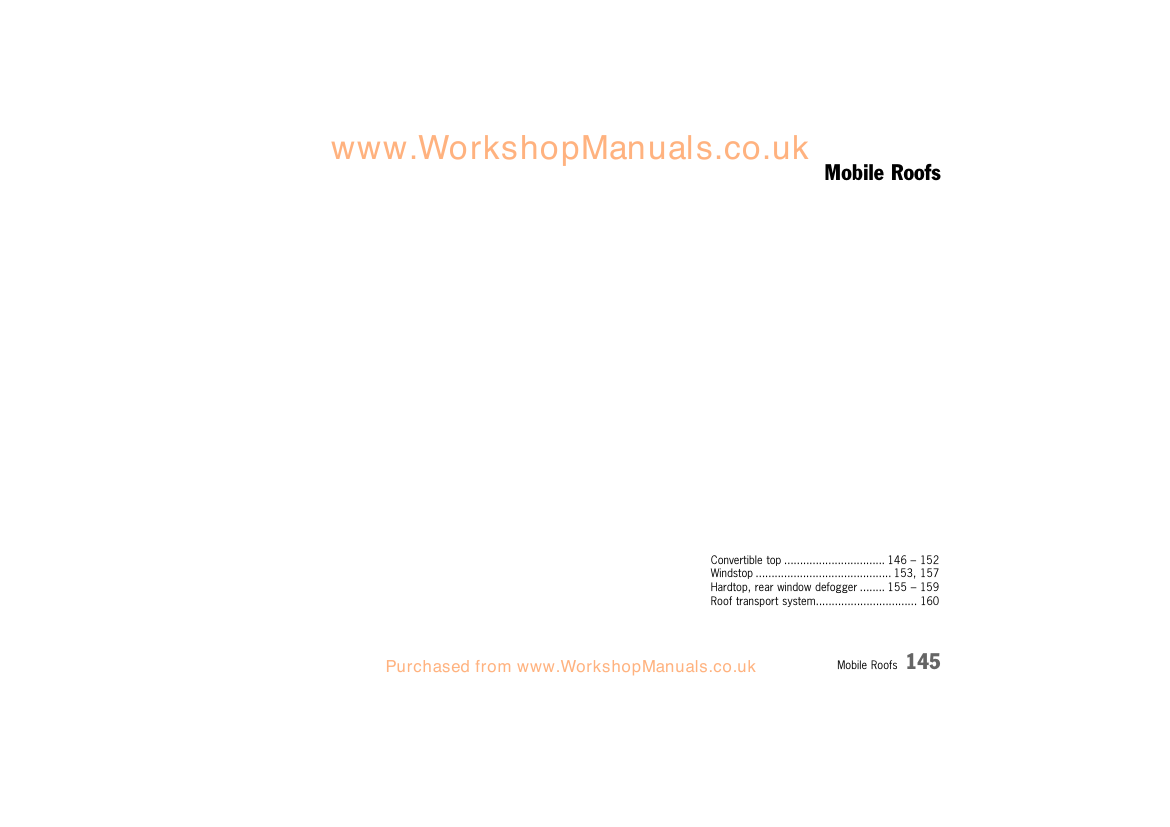 www.WorkshopManuals.co.uk
Mobile Roofs
Convertible top ................................ 146 – 152
Windstop ........................................... 153, 157
Hardtop, rear window defogger ........ 155 – 159
Roof transport system................................ 160
Purchased from www.WorkshopManuals.co.uk
Mobile Roofs 145